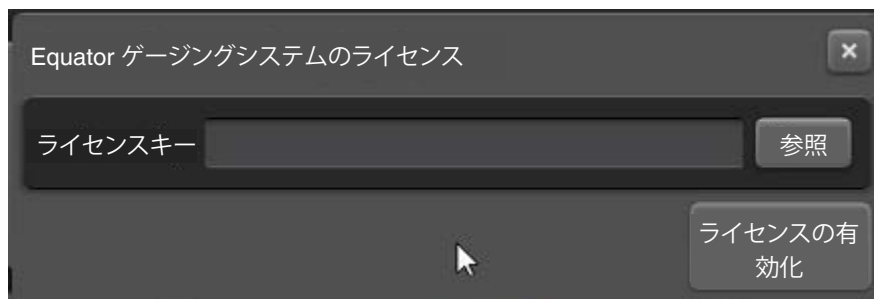 Equator ゲージングシステムのライセンス
ライセンスキー
参照
ライセンスの有
効化